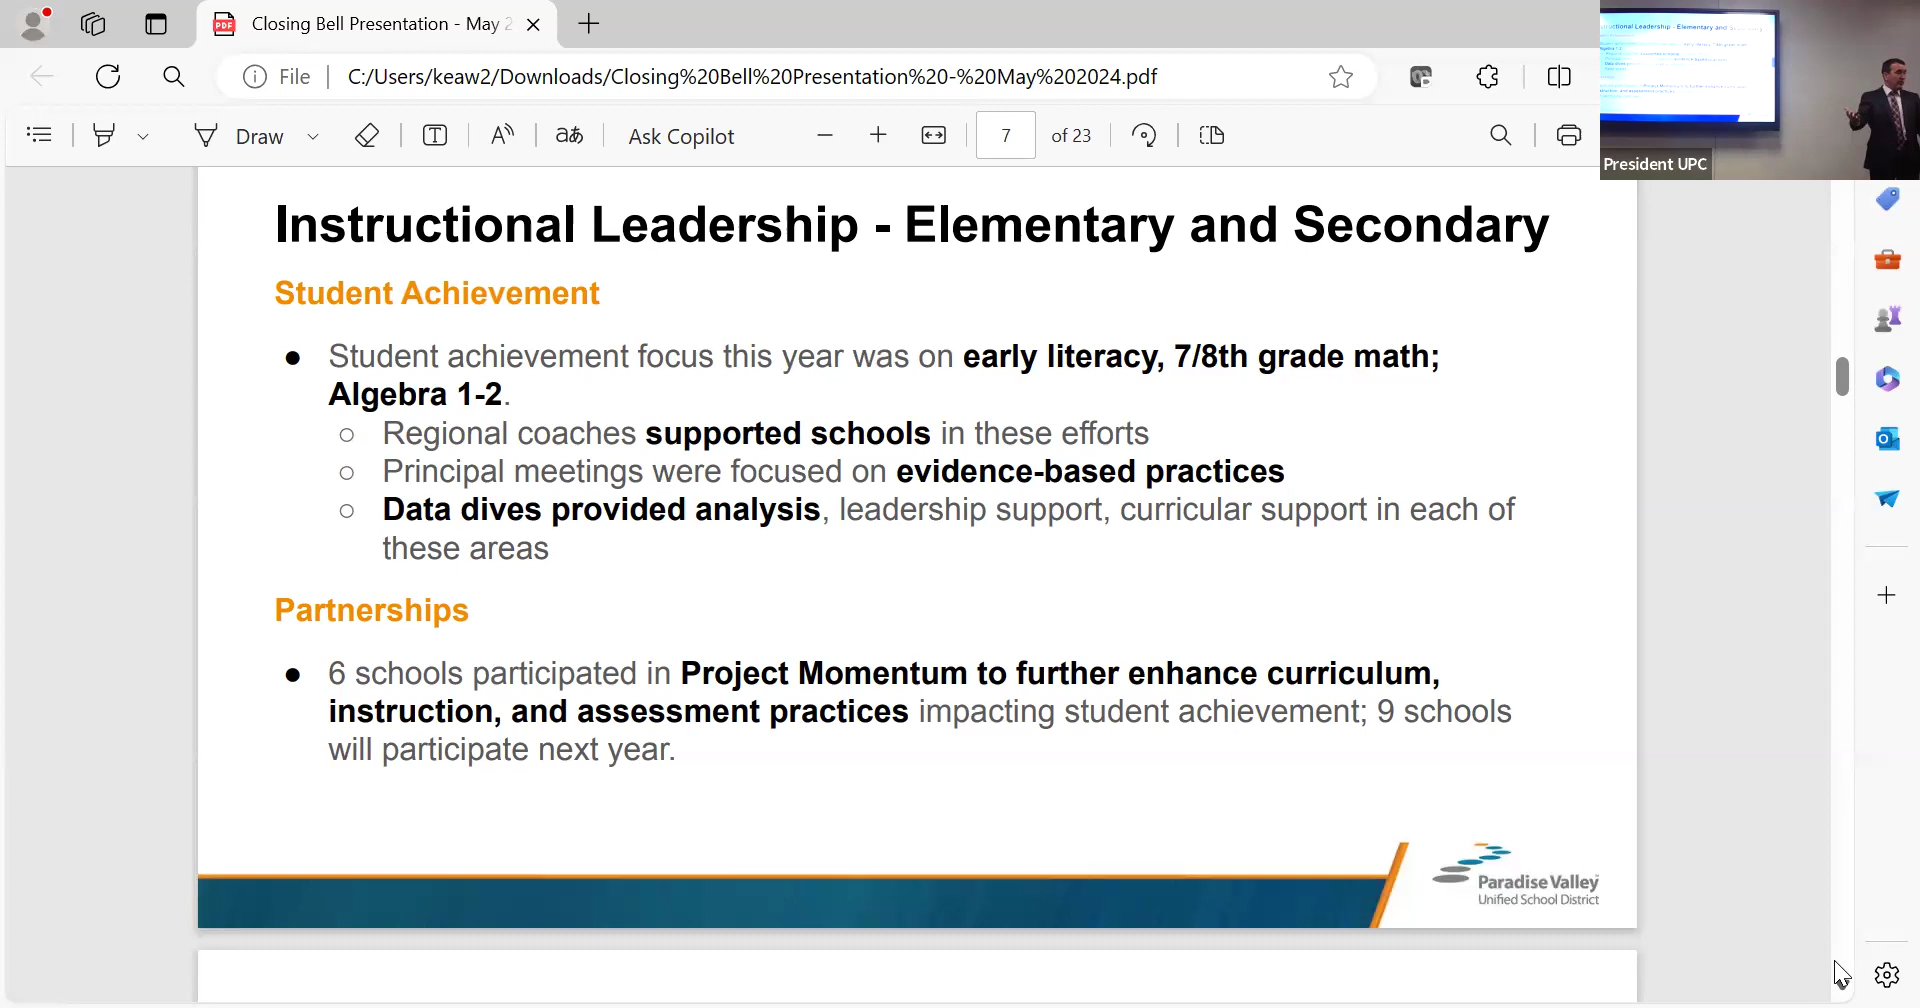 Closing Bell Presentation - May 2
File
C:/Users/keaw2/Downloads/Closing%20Bell%20Presentation%20-%20May%202024.pdf
Draw
Ask Copilot
7 of 23
President UPC
Instructional Leadership - Elementary and Secondary
Student Achievement
● Student achievement focus this year was on early literacy, 7/8th grade math;
Algebra 1-2.
○ Regional coaches supported schools in these efforts
○ Principal meetings were focused on evidence-based practices
○ Data dives provided analysis, leadership support, curricular support in each of
these areas
Partnerships
● 6 schools participated in Project Momentum to further enhance curriculum,
instruction, and assessment practices impacting student achievement; 9 schools
will participate next year.
Paradise Valley
Unified School District